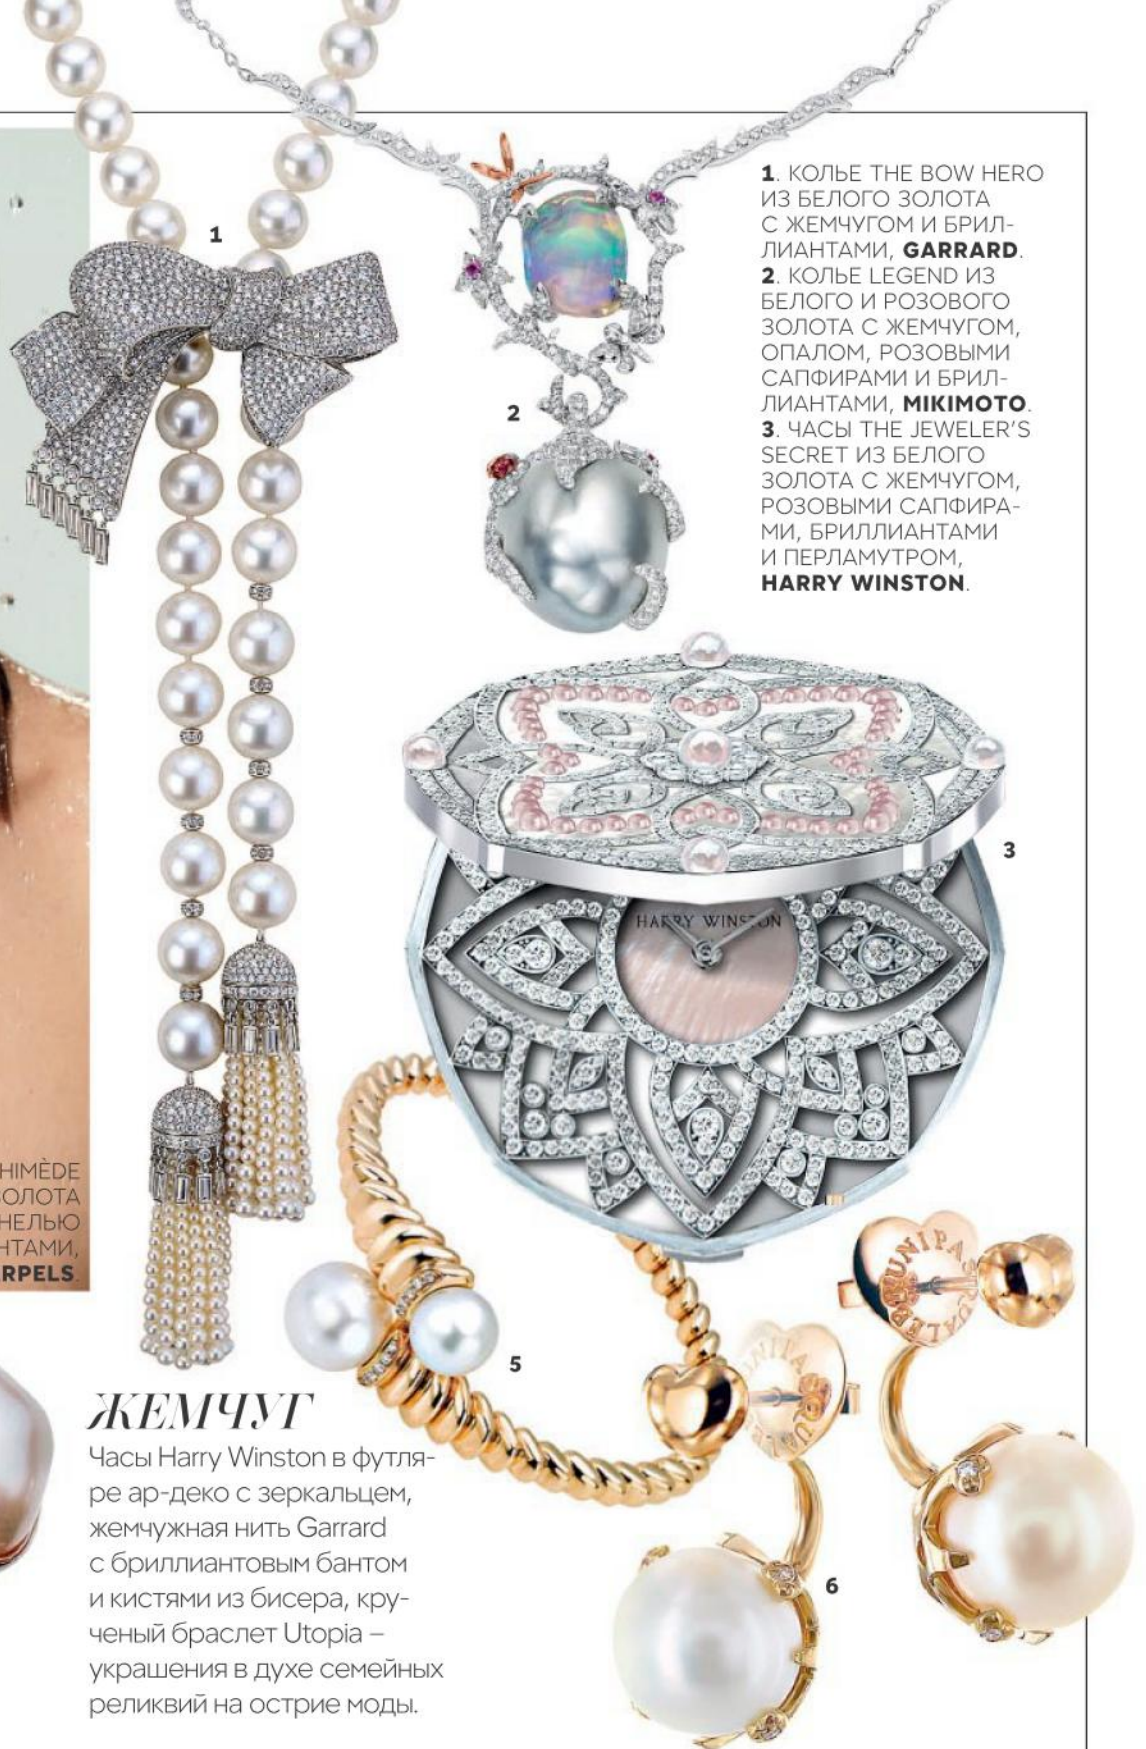 1. КОЛЬЕ THE BOW HERO
ИЗ БЕЛОГО ЗОЛОТА
С ЖЕМЧУГОМ И БРИЛ-
ЛИАНТАМИ, GARRARD.
2. КОЛЬЕ LEGEND ИЗ
БЕЛОГО И РОЗОВОГО
ЗОЛОТА С ЖЕМЧУГОМ,
ОПАЛОМ, РОЗОВЫМИ
САПФИРАМИ И БРИЛ-
ЛИАНТАМИ, MIKIMOTO.
3. ЧАСЫ THE JEWELER'S
SECRET ИЗ БЕЛОГО
ЗОЛОТА С ЖЕМЧУГОМ,
РОЗОВЫМИ САПФИРА-
МИ, БРИЛЛИАНТАМИ
И ПЕРЛАМУТРОМ,
HARRY WINSTON.
1
2
3
HARRY WINSTON
HIMÈDE
ЗОЛОТА
НЕЛЬЮ
НТАМИ,
RPELS.
5
6
ЖЕМЧУГ
Часы Harry Winston в футля-
ре ар-деко с зеркальцем,
жемчужная нить Garrard
с бриллиантовым бантом
и кистями из бисера, кру-
ченый браслет Utopia –
украшения в духе семейных
реликвий на острие моды.